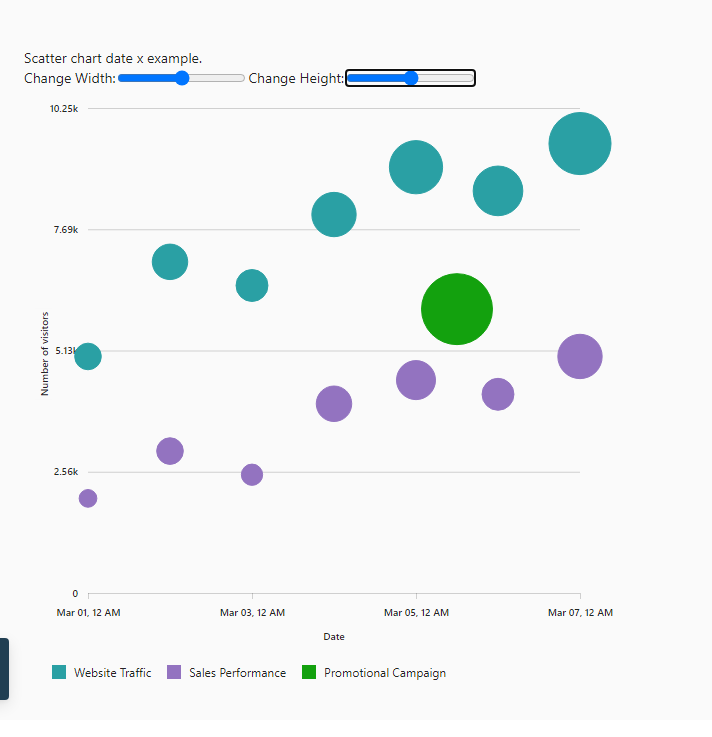 Scatter chart date x example.
Change Width: Change Height:
10.25k
7.69k
5.13k
2.56k
0
Number of visitors
Mar 01, 12 AM Mar 03, 12 AM Mar 05, 12 AM Mar 07, 12 AM
Date
Website Traffic Sales Performance Promotional Campaign